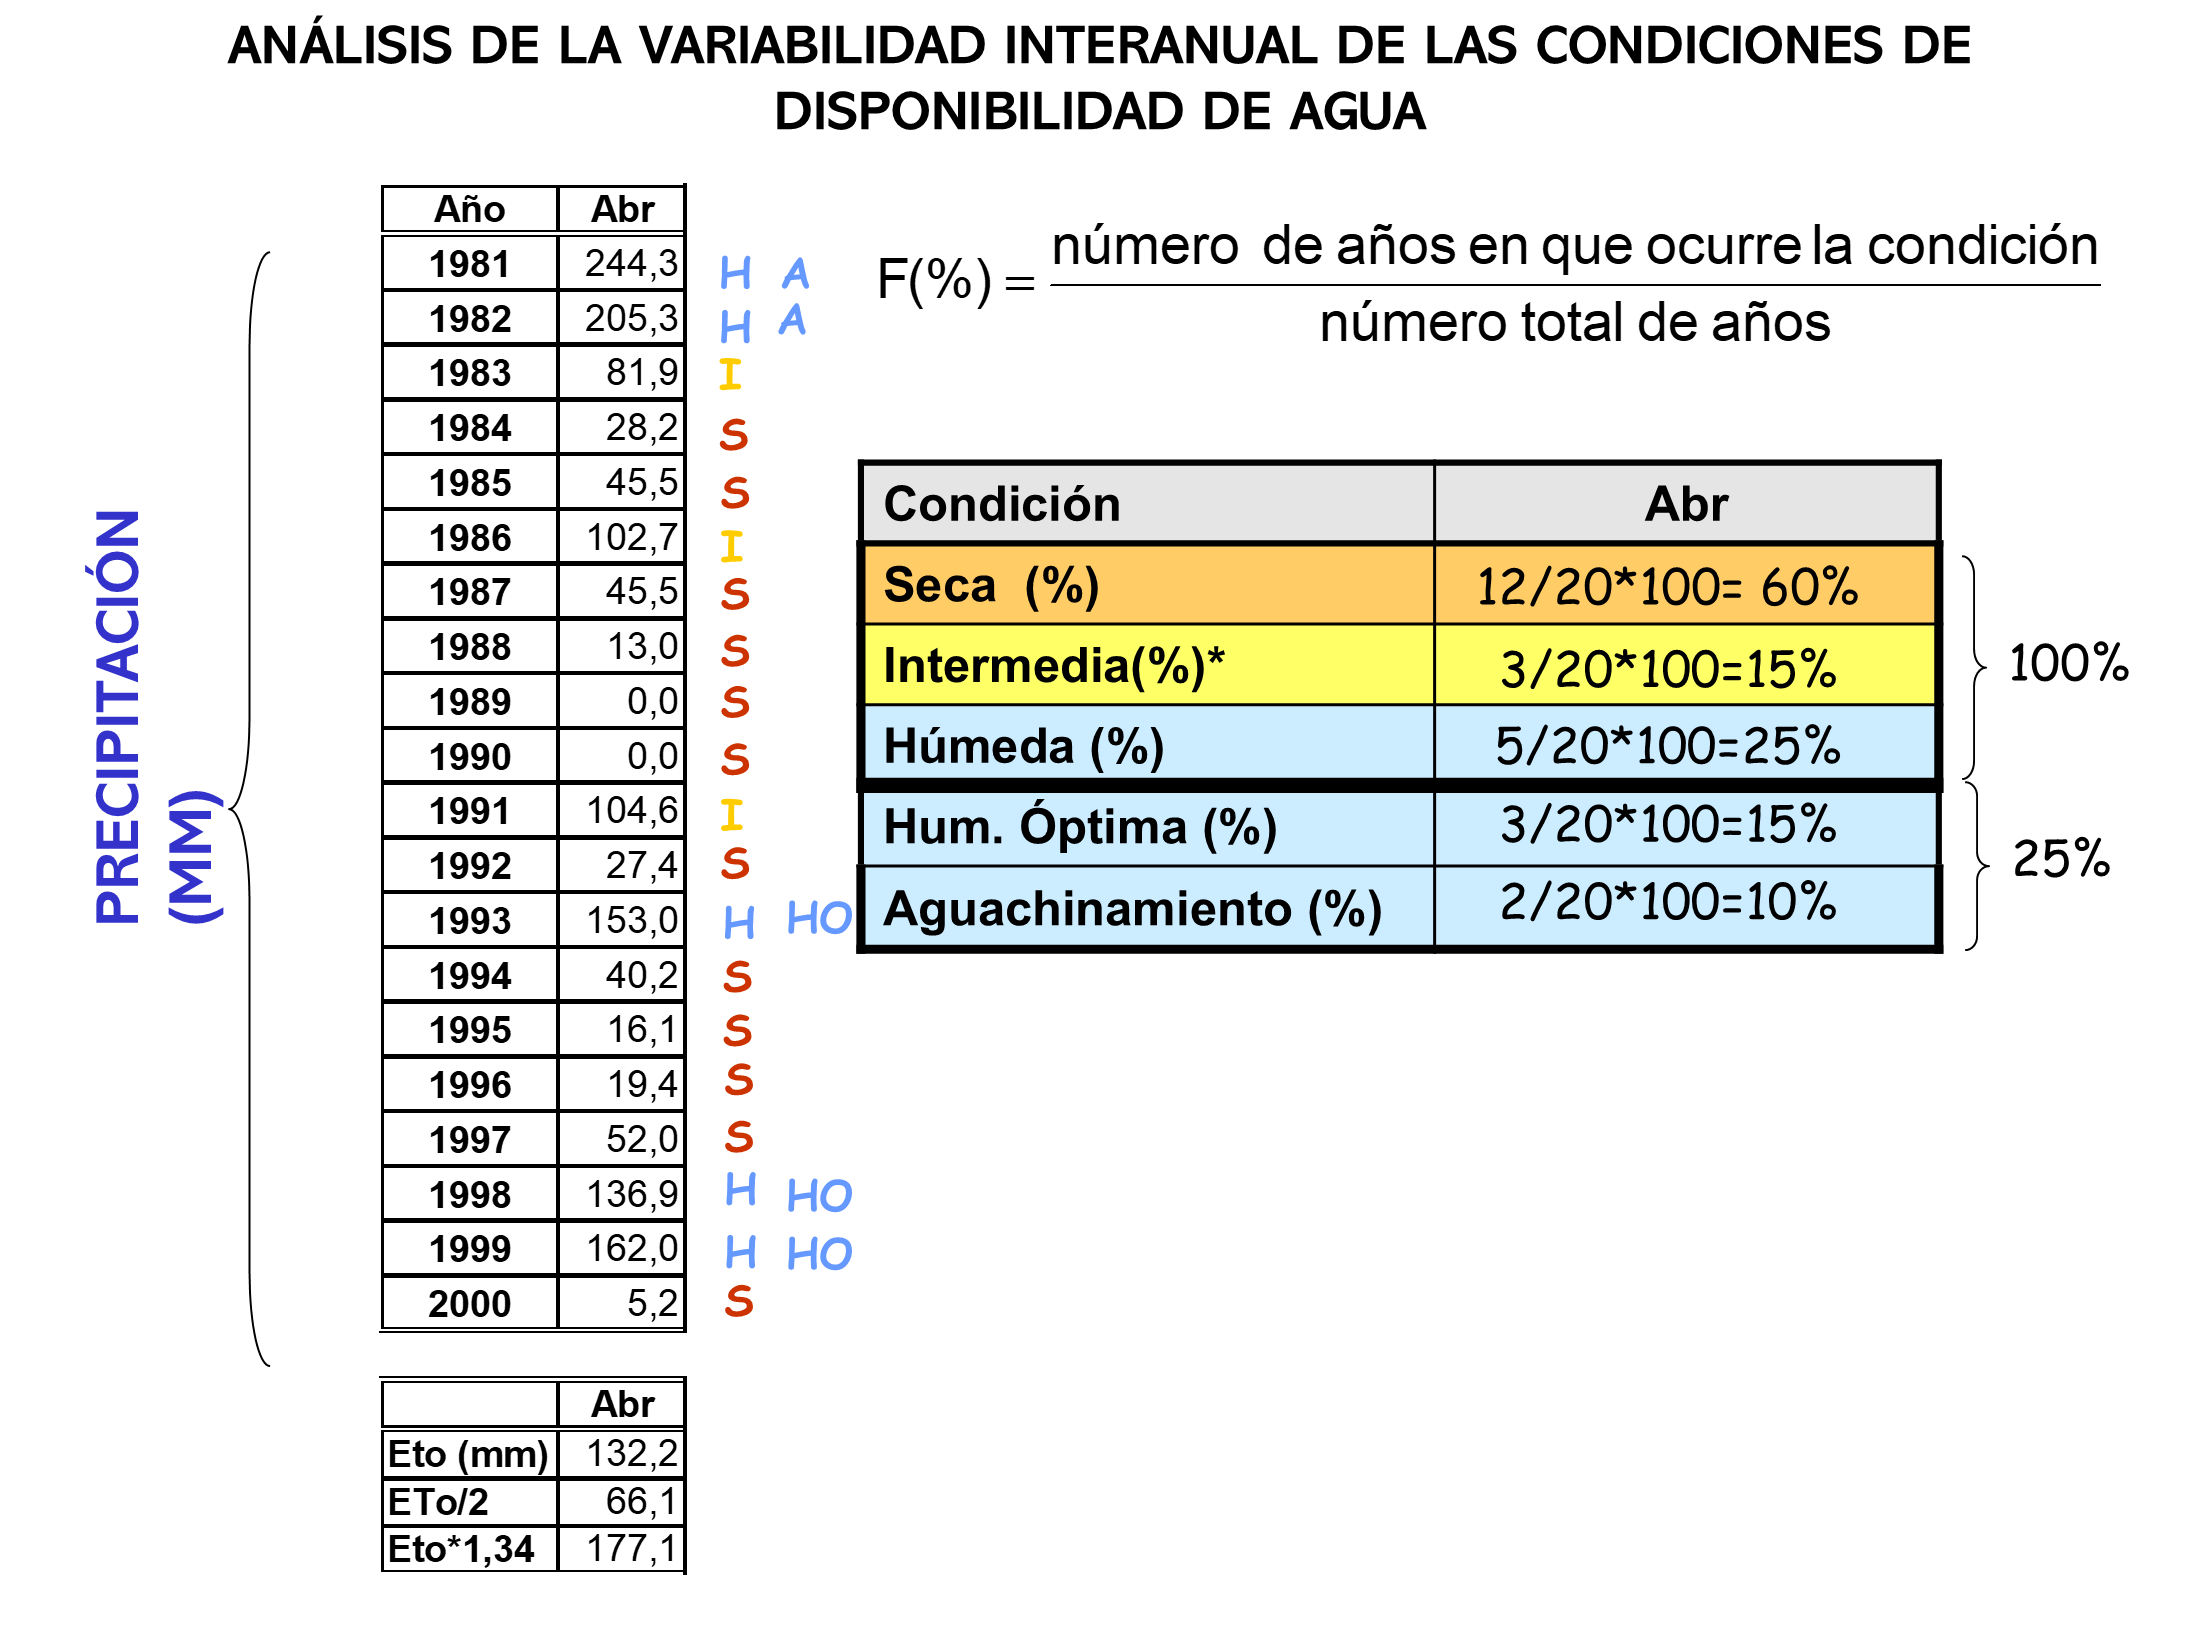 ANÁLISIS DE LA VARIABILIDAD INTERANUAL DE LAS CONDICIONES DE
DISPONIBILIDAD DE AGUA
PRECIPITACIÓN
(MM)
Año Abr
1981 244,3 H A
1982 205,3 H A
1983 81,9 I
1984 28,2 S
1985 45,5 S
1986 102,7 I
1987 45,5 S
1988 13,0 S
1989 0,0 S
1990 0,0 S
1991 104,6 I
1992 27,4 S
1993 153,0 H HO
1994 40,2 S
1995 16,1 S
1996 19,4 S
1997 52,0 S
1998 136,9 H HO
1999 162,0 H HO
2000 5,2 S
Abr
Eto (mm) 132,2
ETo/2 66,1
Eto*1,34 177,1
número de años en que ocurre la condición
F(%) =
número total de años
Condición Abr
Seca (%) 12/20*100= 60%
Intermedia(%)* 3/20*100=15%
Húmeda (%) 5/20*100=25%
100%
Hum. Óptima (%) 3/20*100=15%
Aguachinamiento (%) 2/20*100=10%
25%